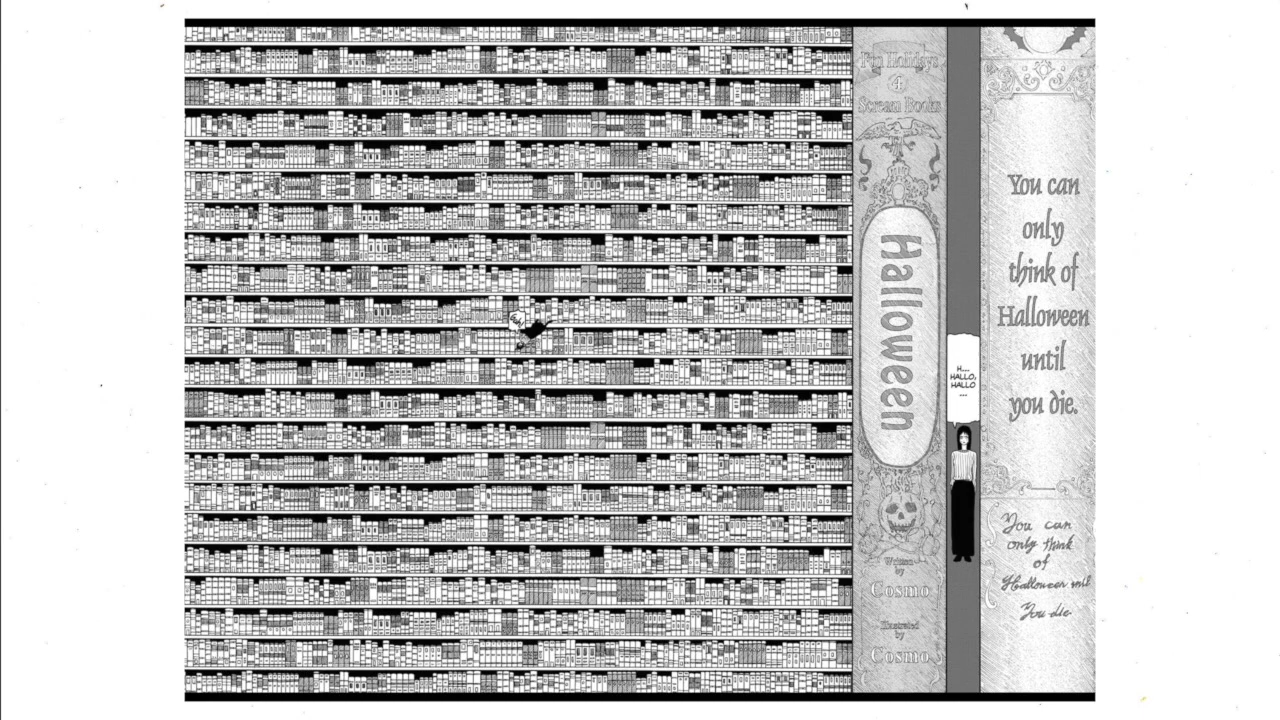 Fun Holidays
&
Scream Books
Halloween
Written
by
Cosmo
Illustrated
by
Cosmo
H...
HALLO,
HALLO
...
You can
only
think of
Halloween
until
you die.
You can
only think
of
Halloween until
You die.